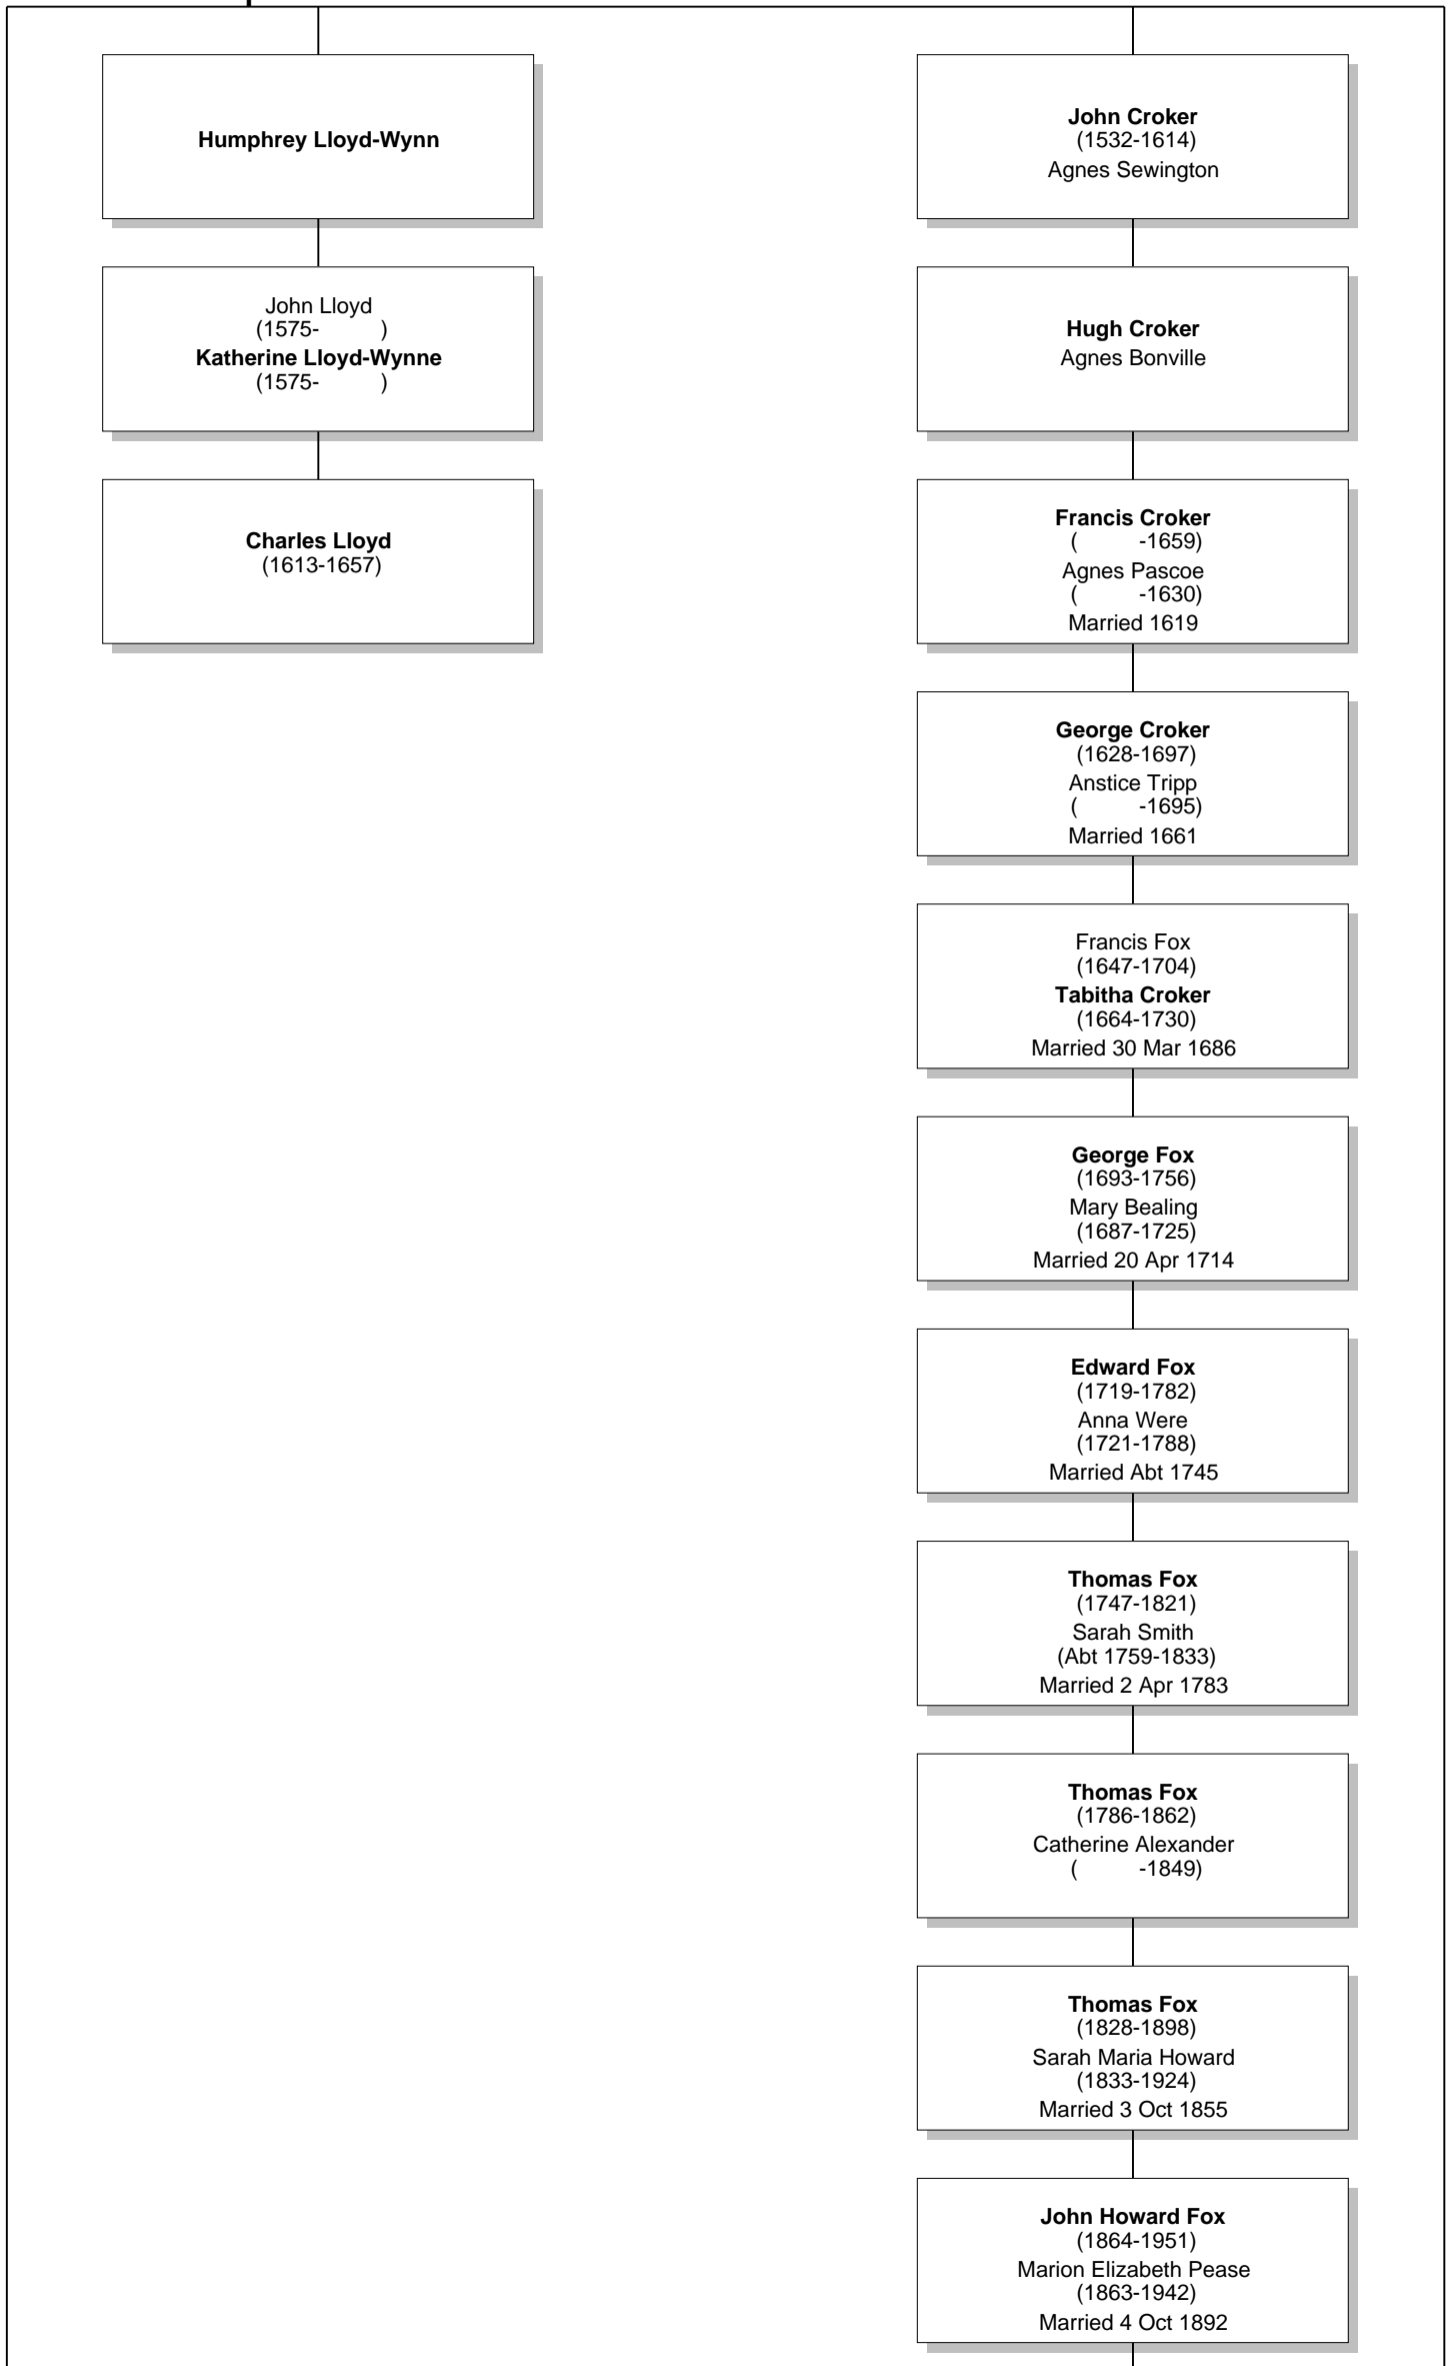 Humphrey Lloyd-Wynn
John Lloyd
(1575- )
Katherine Lloyd-Wynne
(1575- )
Charles Lloyd
(1613-1657)
John Croker
(1532-1614)
Agnes Sewington
Hugh Croker
Agnes Bonville
Francis Croker
( -1659)
Agnes Pascoe
( -1630)
Married 1619
George Croker
(1628-1697)
Anstice Tripp
( -1695)
Married 1661
Francis Fox
(1647-1704)
Tabitha Croker
(1664-1730)
Married 30 Mar 1686
George Fox
(1693-1756)
Mary Bealing
(1687-1725)
Married 20 Apr 1714
Edward Fox
(1719-1782)
Anna Were
(1721-1788)
Married Abt 1745
Thomas Fox
(1747-1821)
Sarah Smith
(Abt 1759-1833)
Married 2 Apr 1783
Thomas Fox
(1786-1862)
Catherine Alexander
( -1849)
Thomas Fox
(1828-1898)
Sarah Maria Howard
(1833-1924)
Married 3 Oct 1855
John Howard Fox
(1864-1951)
Marion Elizabeth Pease
(1863-1942)
Married 4 Oct 1892